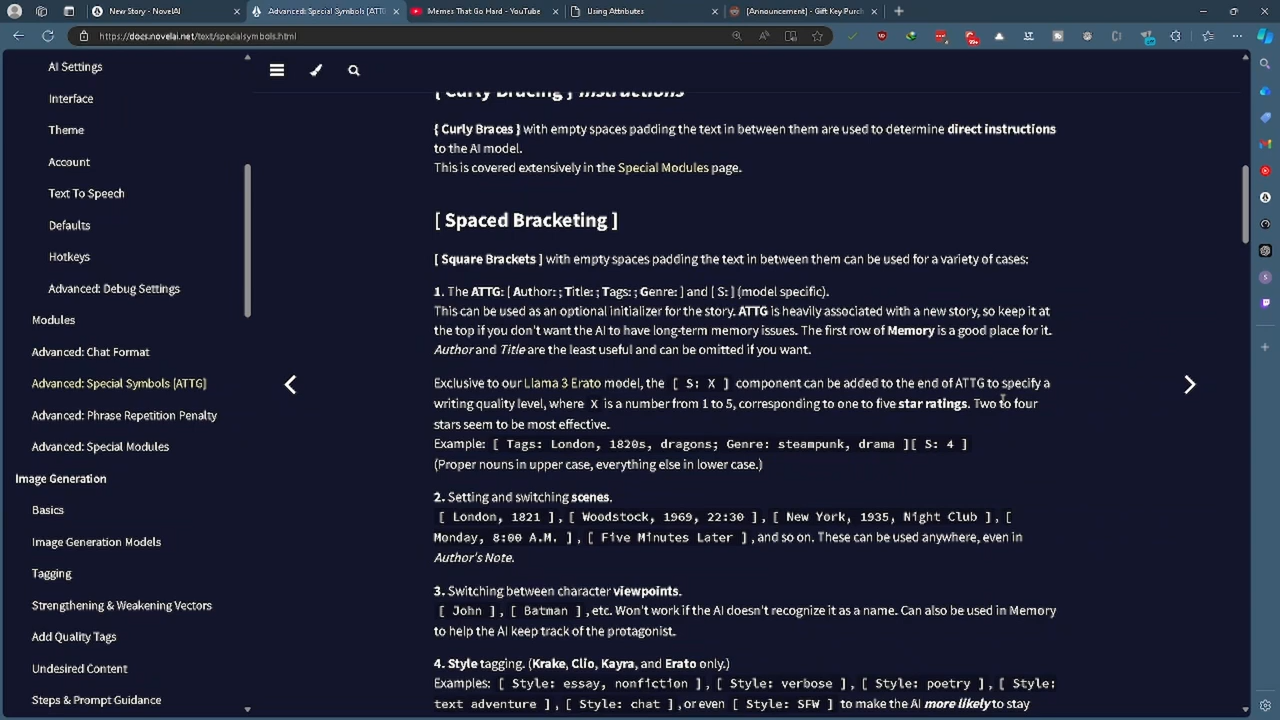 New Story - NovelAI
Advanced: Special Symbols [ATTG
Memes That Go Hard - YouTube
Using Attributes
[Announcement] - Gift Key Purch
https://docs.novelai.net/text/specialsymbols.html
AI Settings
Interface
Theme
Account
Text To Speech
Defaults
Hotkeys
Advanced: Debug Settings
Modules
Advanced: Chat Format
Advanced: Special Symbols [ATTG]
Advanced: Phrase Repetition Penalty
Advanced: Special Modules
Image Generation
Basics
Image Generation Models
Tagging
Strengthening & Weakening Vectors
Add Quality Tags
Undesired Content
Steps & Prompt Guidance
{ Curly Bracing } Instructions
{ Curly Braces } with empty spaces padding the text in between them are used to determine direct instructions
to the AI model.
This is covered extensively in the Special Modules page.
[ Spaced Bracketing ]
[ Square Brackets ] with empty spaces padding the text in between them can be used for a variety of cases:
1. The ATTG: [ Author: ; Title: ; Tags: ; Genre: ] and [ S: ] (model specific).
This can be used as an optional initializer for the story. ATTG is heavily associated with a new story, so keep it at
the top if you don't want the AI to have long-term memory issues. The first row of Memory is a good place for it.
Author and Title are the least useful and can be omitted if you want.
Exclusive to our Llama 3 Erato model, the [ S: X ] component can be added to the end of ATTG to specify a
writing quality level, where X is a number from 1 to 5, corresponding to one to five star ratings. Two to four
stars seem to be most effective.
Example: [ Tags: London, 1820s, dragons; Genre: steampunk, drama ][ S: 4 ]
(Proper nouns in upper case, everything else in lower case.)
2. Setting and switching scenes.
[ London, 1821 ], [ Woodstock, 1969, 22:30 ], [ New York, 1935, Night Club ], [
Monday, 8:00 A.M. ], [ Five Minutes Later ], and so on. These can be used anywhere, even in
Author's Note.
3. Switching between character viewpoints.
[ John ], [ Batman ], etc. Won't work if the AI doesn't recognize it as a name. Can also be used in Memory
to help the AI keep track of the protagonist.
4. Style tagging. (Krake, Clio, Kayra, and Erato only.)
Examples: [ Style: essay, nonfiction ], [ Style: verbose ], [ Style: poetry ], [ Style:
text adventure ], [ Style: chat ], or even [ Style: SFW ] to make the AI more likely to stay